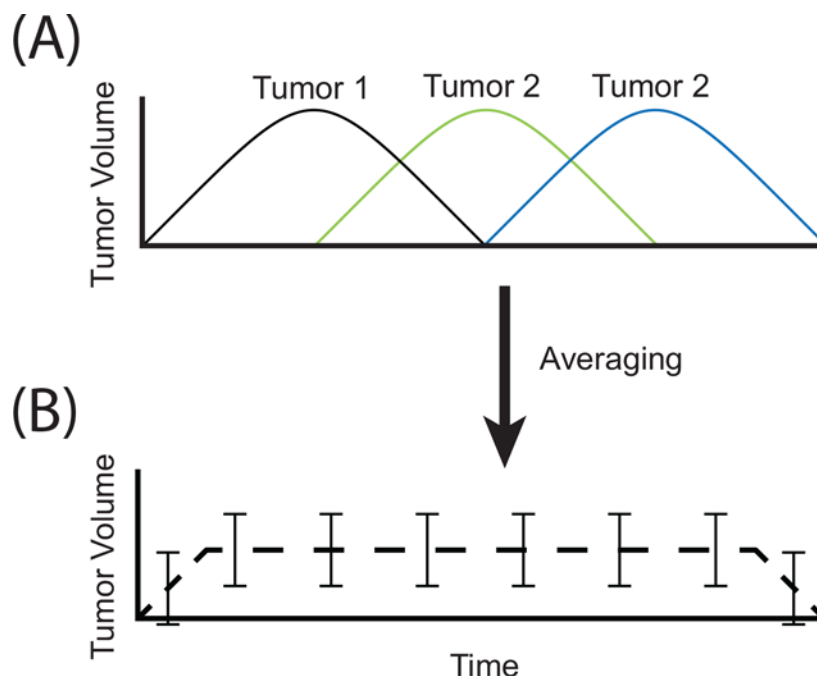 (A)
Tumor 1
Tumor 2
Tumor 2
Tumor Volume
Averaging
(B)
Tumor Volume
Time